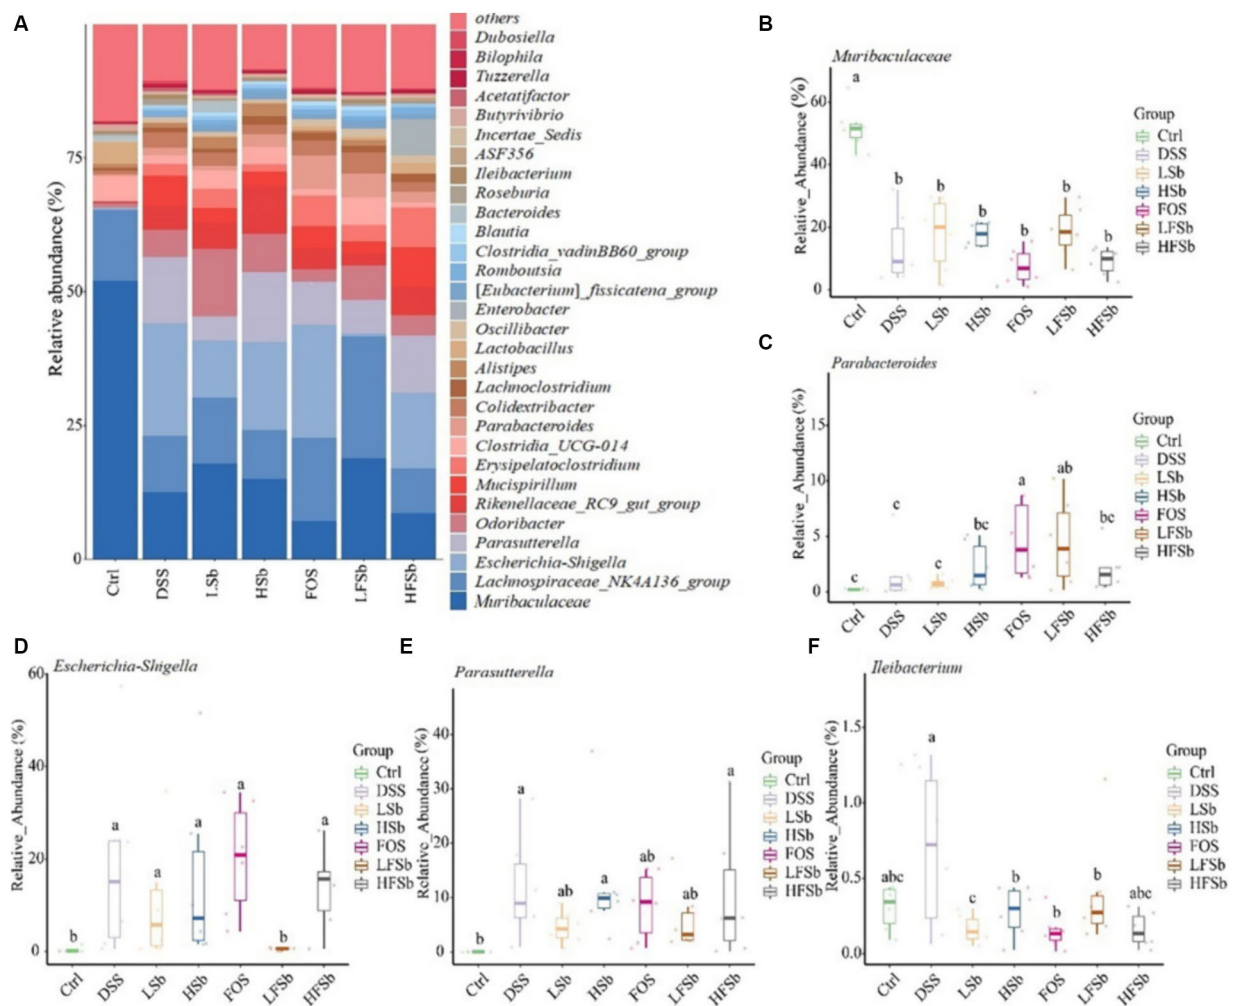 A
Relative abundance (%)
75
50
25
0
Ctrl
DSS
LSb
HSb
FOS
LFSb
HFSb
others
Dubosiella
Bilophila
Tuzzerella
Acetatifactor
Butyrivibrio
Incertae_Sedis
ASF356
Ileibacterium
Roseburia
Bacteroides
Blautia
Clostridia_vadinBB60_group
Romboutsia
[Eubacterium]_fissicatena_group
Enterobacter
Oscillibacter
Lactobacillus
Alistipes
Lachnoclostridium
Colidextribacter
Parabacteroides
Clostridia_UCG-014
Erysipelatoclostridium
Mucispirillum
Rikenellaceae_RC9_gut_group
Odoribacter
Parasutterella
Escherichia-Shigella
Lachnospiraceae_NK4A136_group
Muribaculaceae
B
Muribaculaceae
Relative_Abundance (%)
60
40
20
0
a
b
b
b
b
b
b
Ctrl
DSS
LSb
HSb
FOS
LFSb
HFSb
Group
Ctrl
DSS
LSb
HSb
FOS
LFSb
HFSb
C
Parabacteroides
Relative_Abundance (%)
15
10
5
0
c
c
c
bc
a
ab
bc
Ctrl
DSS
LSb
HSb
FOS
LFSb
HFSb
Group
Ctrl
DSS
LSb
HSb
FOS
LFSb
HFSb
D
Escherichia-Shigella
Relative_Abundance (%)
60
40
20
0
b
a
a
a
a
b
a
Ctrl
DSS
LSb
HSb
FOS
LFSb
HFSb
Group
Ctrl
DSS
LSb
HSb
FOS
LFSb
HFSb
E
Parasutterella
Relative_Abundance (%)
40
20
10
0
b
a
ab
a
ab
ab
a
Ctrl
DSS
LSb
HSb
FOS
LFSb
HFSb
Group
Ctrl
DSS
LSb
HSb
FOS
LFSb
HFSb
F
Ileibacterium
Relative_Abundance (%)
1.5
1.0
0.5
0.0
abc
a
c
b
b
b
abc
Ctrl
DSS
LSb
HSb
FOS
LFSb
HFSb
Group
Ctrl
DSS
LSb
HSb
FOS
LFSb
HFSb